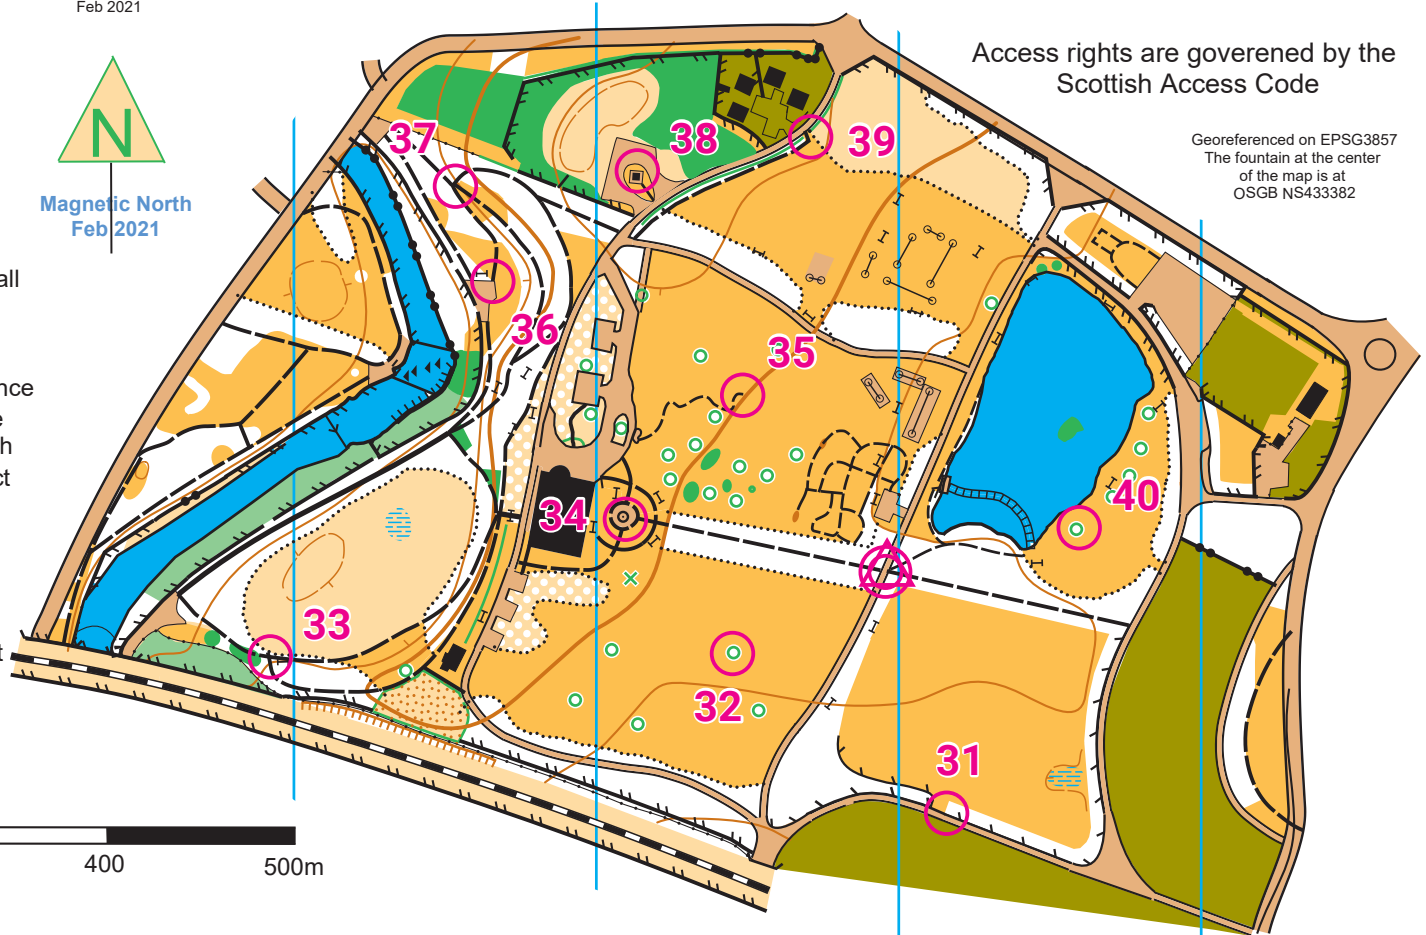 Feb 2021
Access rights are goverened by the
Scottish Access Code
Georeferenced on EPSG3857
The fountain at the center
of the map is at
OSGB NS433382
N
Magnetic North
Feb 2021
all
nce
e
h
ct
t
37
38
39
36
35
34
40
33
32
31
400
500m